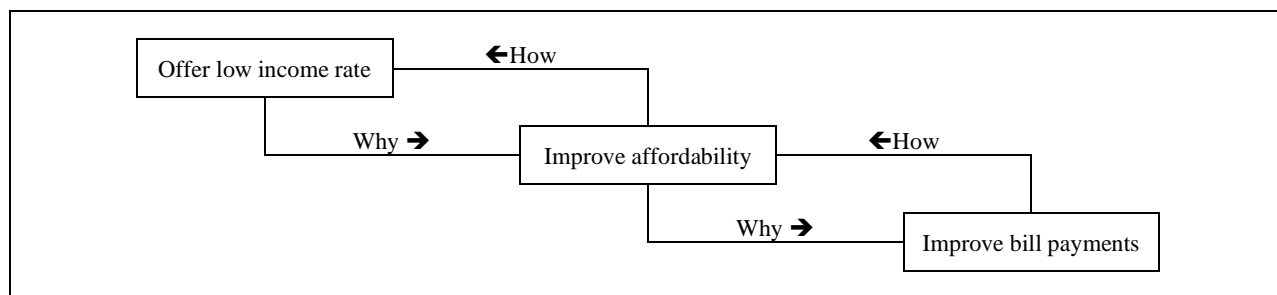 Offer low income rate
🡸How
Why 🡺
Improve affordability
🡸How
Why 🡺
Improve bill payments